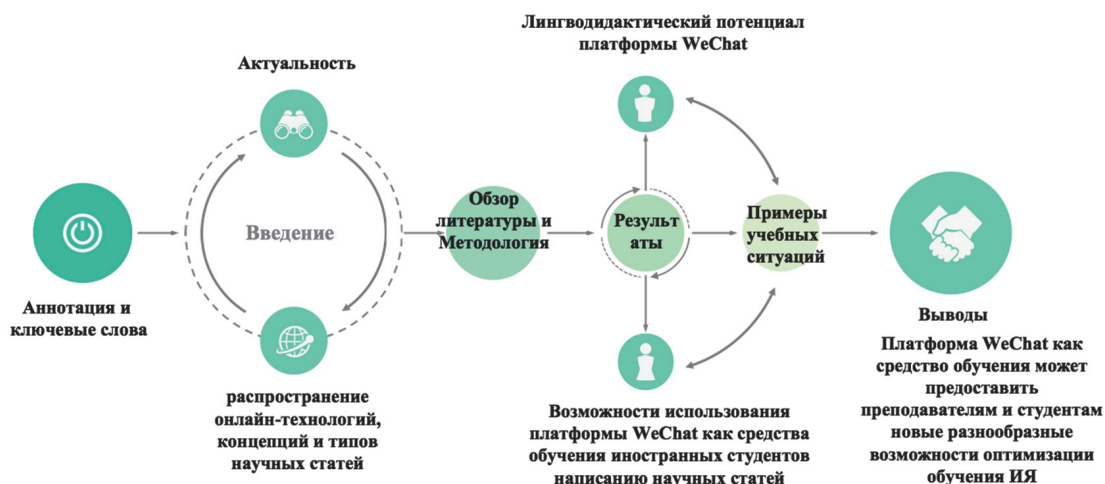 Аннотация и
ключевые слова
Актуальность
Введение
распространение
онлайн-технологий,
концепций и типов
научных статей
Обзор
литературы и
Методология
Лингводидактический потенциал
платформы WeChat
Результ
аты
Возможности использования
платформы WeChat как средства
обучения иностранных студентов
написанию научных статей
Примеры
учебных
ситуаций
Выводы
Платформа WeChat как
средство обучения может
предоставить
преподавателям и студентам
новые разнообразные
возможности оптимизации
обучения ИЯ